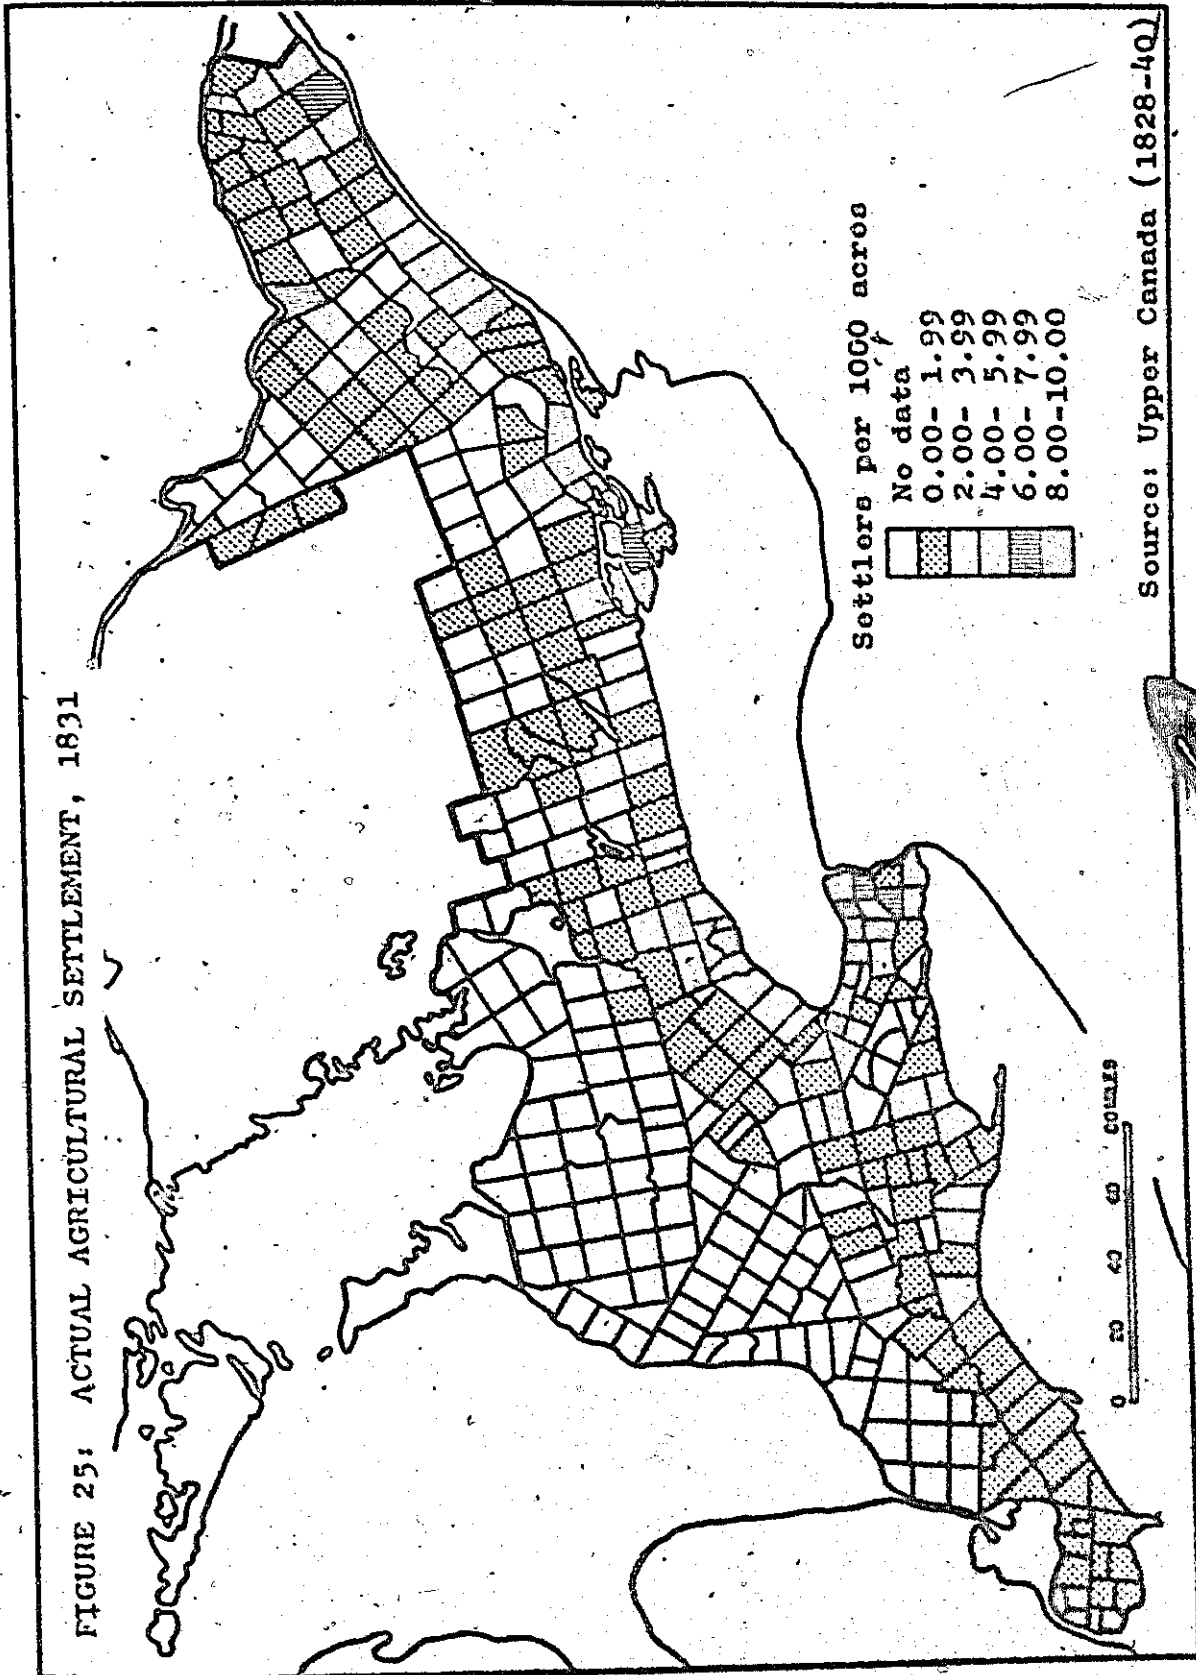 FIGURE 25: ACTUAL AGRICULTURAL SETTLEMENT, 1831
Settlers per 1000 acres
No data
0.00- 1.99
2.00- 3.99
4.00- 5.99
6.00- 7.99
8.00-10.00
0 20 40 60 80 MILES
Source: Upper Canada (1828-40)